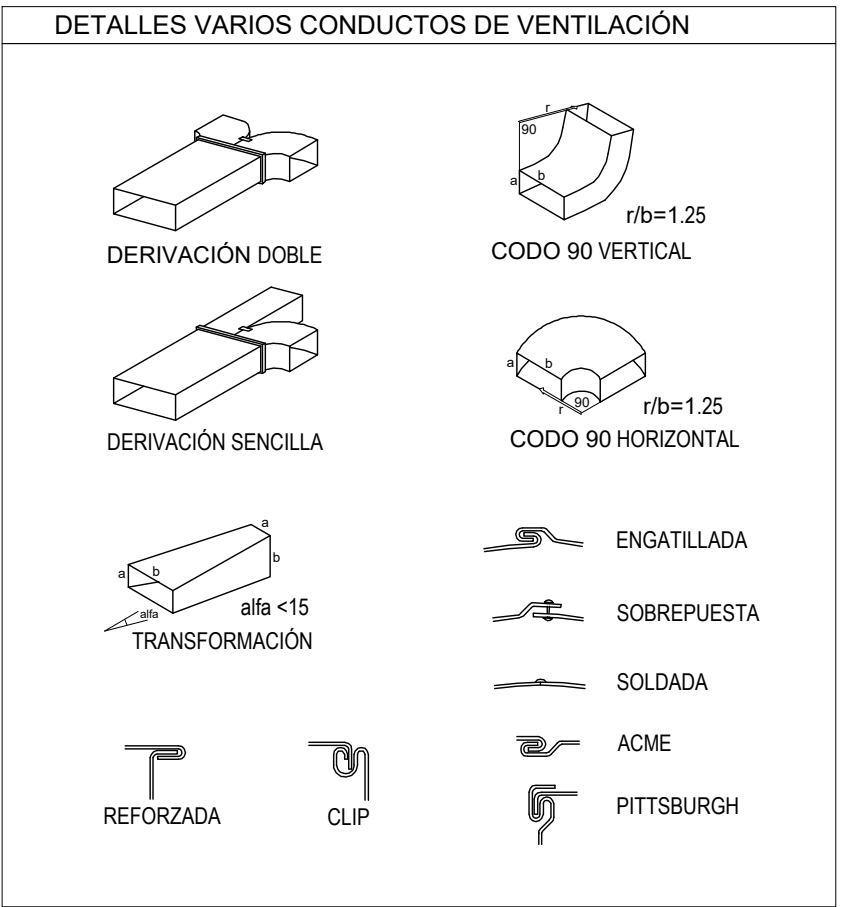 DETALLES VARIOS CONDUCTOS DE VENTILACIÓN
DERIVACIÓN DOBLE
r
90
a
b
r/b=1.25
CODO 90 VERTICAL
DERIVACIÓN SENCILLA
a
b
r
90
r/b=1.25
CODO 90 HORIZONTAL
a
b
a
b
alfa
alfa <15
TRANSFORMACIÓN
ENGATILLADA
SOBREPUESTA
SOLDADA
ACME
PITTSBURGH
REFORZADA
CLIP